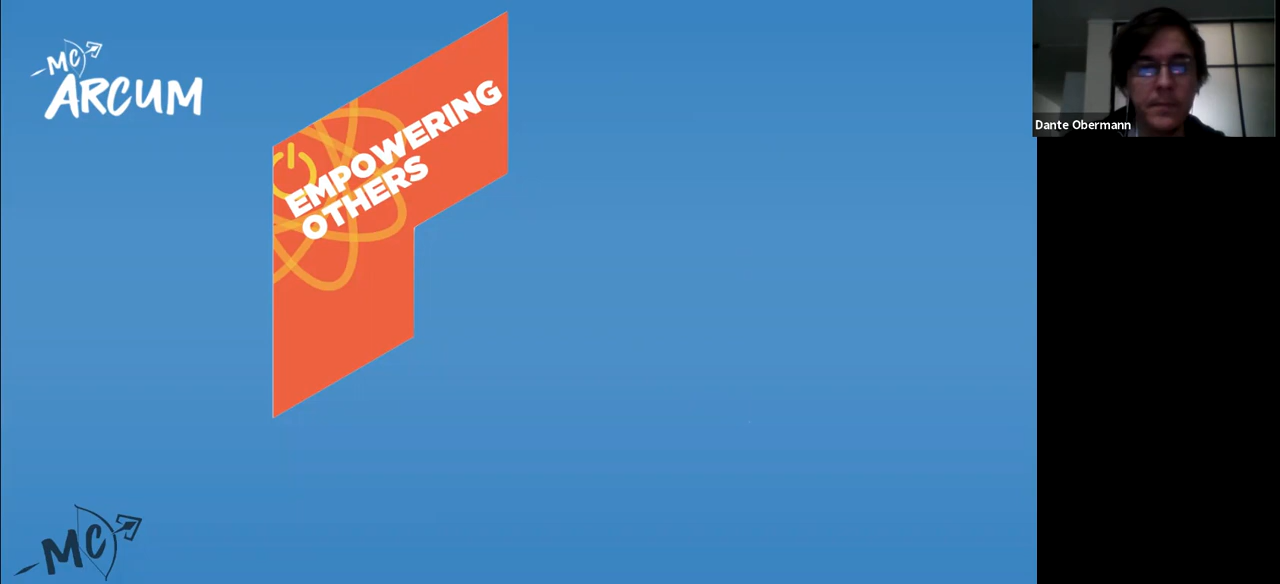 MC
ARCUM
EMPOWERING
OTHERS
Dante Obermann
MC